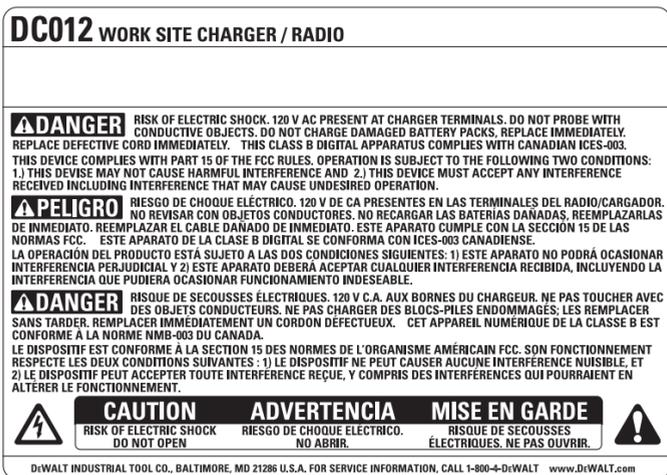 DC012 WORK SITE CHARGER / RADIO
DANGER RISK OF ELECTRIC SHOCK. 120 V AC PRESENT AT CHARGER TERMINALS. DO NOT PROBE WITH
CONDUCTIVE OBJECTS. DO NOT CHARGE DAMAGED BATTERY PACKS, REPLACE IMMEDIATELY.
REPLACE DEFECTIVE CORD IMMEDIATELY. THIS CLASS B DIGITAL APPARATUS COMPLIES WITH CANADIAN ICES-003.
THIS DEVICE COMPLIES WITH PART 15 OF THE FCC RULES. OPERATION IS SUBJECT TO THE FOLLOWING TWO CONDITIONS:
1.) THIS DEVISE MAY NOT CAUSE HARMFUL INTERFERENCE AND 2.) THIS DEVICE MUST ACCEPT ANY INTERFERENCE
RECEIVED INCLUDING INTERFERENCE THAT MAY CAUSE UNDESIRED OPERATION.
PELIGRO RIESGO DE CHOQUE ELÉCTRICO. 120 V DE CA PRESENTES EN LAS TERMINALES DEL RADIO/CARGADOR.
NO REVISAR CON OBJETOS CONDUCTORES. NO RECARGAR LAS BATERÍAS DAÑADAS, REEMPLAZARLAS
DE INMEDIATO. REEMPLAZAR EL CABLE DAÑADO DE INMEDIATO. ESTE APARATO CUMPLE CON LA SECCIÓN 15 DE LAS
NORMAS FCC. ESTE APARATO DE LA CLASE B DIGITAL SE CONFORMA CON ICES-003 CANADIENSE.
LA OPERACIÓN DEL PRODUCTO ESTÁ SUJETO A LAS DOS CONDICIONES SIGUIENTES: 1) ESTE APARATO NO PODRÁ OCASIONAR
INTERFERENCIA PERJUDICIAL Y 2) ESTE APARATO DEBERÁ ACEPTAR CUALQUIER INTERFERENCIA RECIBIDA, INCLUYENDO LA
INTERFERENCIA QUE PUDIERA OCASIONAR FUNCIONAMIENTO INDESEABLE.
DANGER RISQUE DE SECOUSSES ÉLECTRIQUES. 120 V C.A. AUX BORNES DU CHARGEUR. NE PAS TOUCHER AVEC
DES OBJETS CONDUCTEURS. NE PAS CHARGER DES BLOCS-PILES ENDOMMAGÉS; LES REMPLACER
SANS TARDER. REMPLACER IMMÉDIATEMENT UN CORDON DÉFECTUEUX. CET APPAREIL NUMÉRIQUE DE LA CLASSE B EST
CONFORME À LA NORME NMB-003 DU CANADA.
LE DISPOSITIF EST CONFORME À LA SECTION 15 DES NORMES DE L'ORGANISME AMÉRICAIN FCC. SON FONCTIONNEMENT
RESPECTE LES DEUX CONDITIONS SUIVANTES : 1) LE DISPOSITIF NE PEUT CAUSER AUCUNE INTERFÉRENCE NUISIBLE, ET
2) LE DISPOSITIF PEUT ACCEPTER TOUTE INTERFÉRENCE REÇUE, Y COMPRIS DES INTERFÉRENCES QUI POURRAIENT EN
ALTÉRER LE FONCTIONNEMENT.
CAUTION ADVERTENCIA MISE EN GARDE
RISK OF ELECTRIC SHOCK RIESGO DE CHOQUE ELÉCTRICO. RISQUE DE SECOUSSES
DO NOT OPEN NO ABRIR. ÉLECTRIQUES. NE PAS OUVRIR.
DEWALT INDUSTRIAL TOOL CO., BALTIMORE, MD 21286 U.S.A. FOR SERVICE INFORMATION, CALL 1-800-4-DEWALT www.DEWALT.com